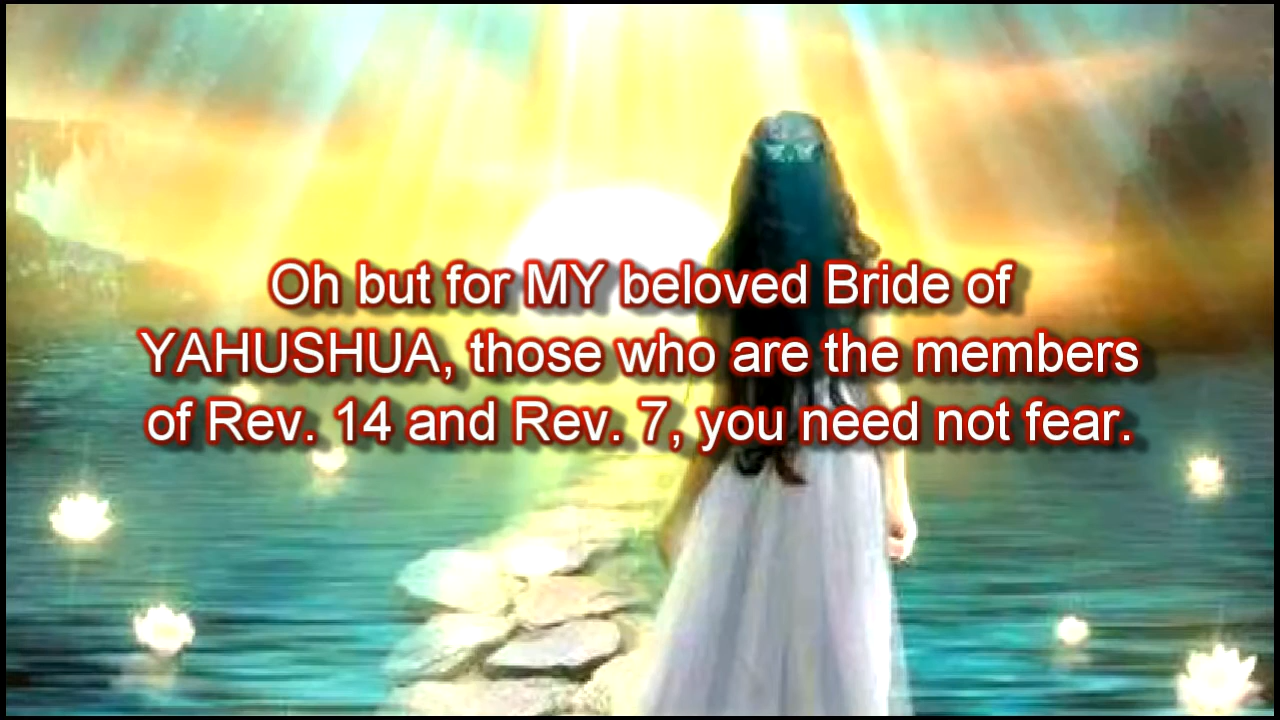 Oh but for MY beloved Bride of
YAHUSHUA, those who are the members
of Rev. 14 and Rev. 7, you need not fear.